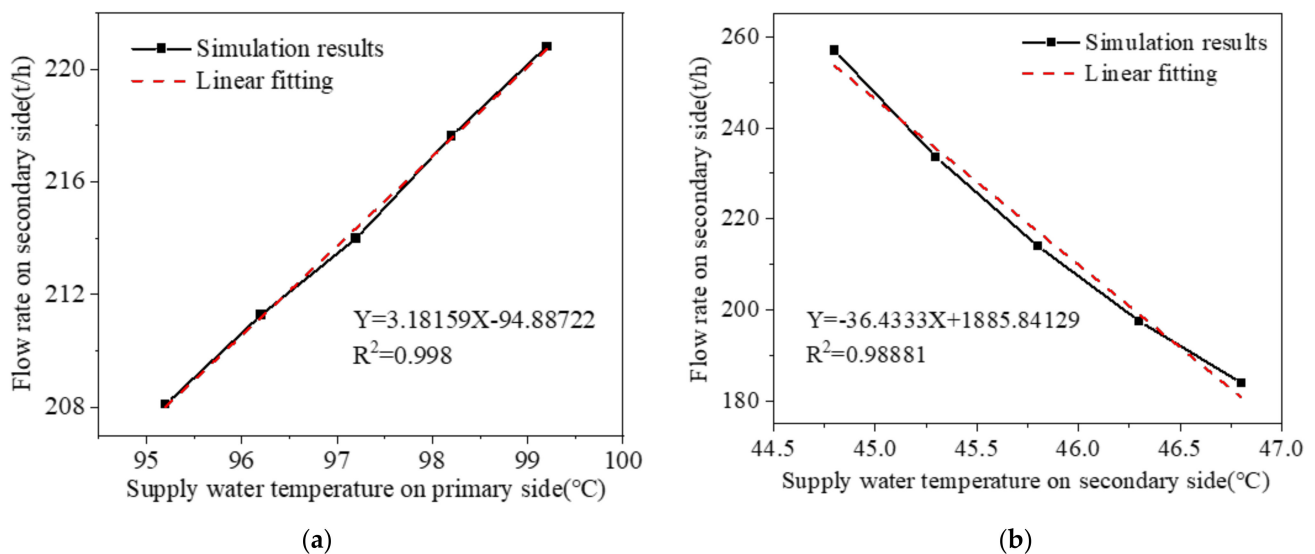 Flow rate on secondary side(t/h)
220
216
212
208
Simulation results
Linear fitting
Y=3.18159X-94.88722
R²=0.998
95 96 97 98 99 100
Supply water temperature on primary side(°C)
(a)
Flow rate on secondary side(t/h)
260
240
220
200
180
Simulation results
Linear fitting
Y=-36.4333X+1885.84129
R²=0.98881
44.5 45.0 45.5 46.0 46.5 47.0
Supply water temperature on secondary side(°C)
(b)